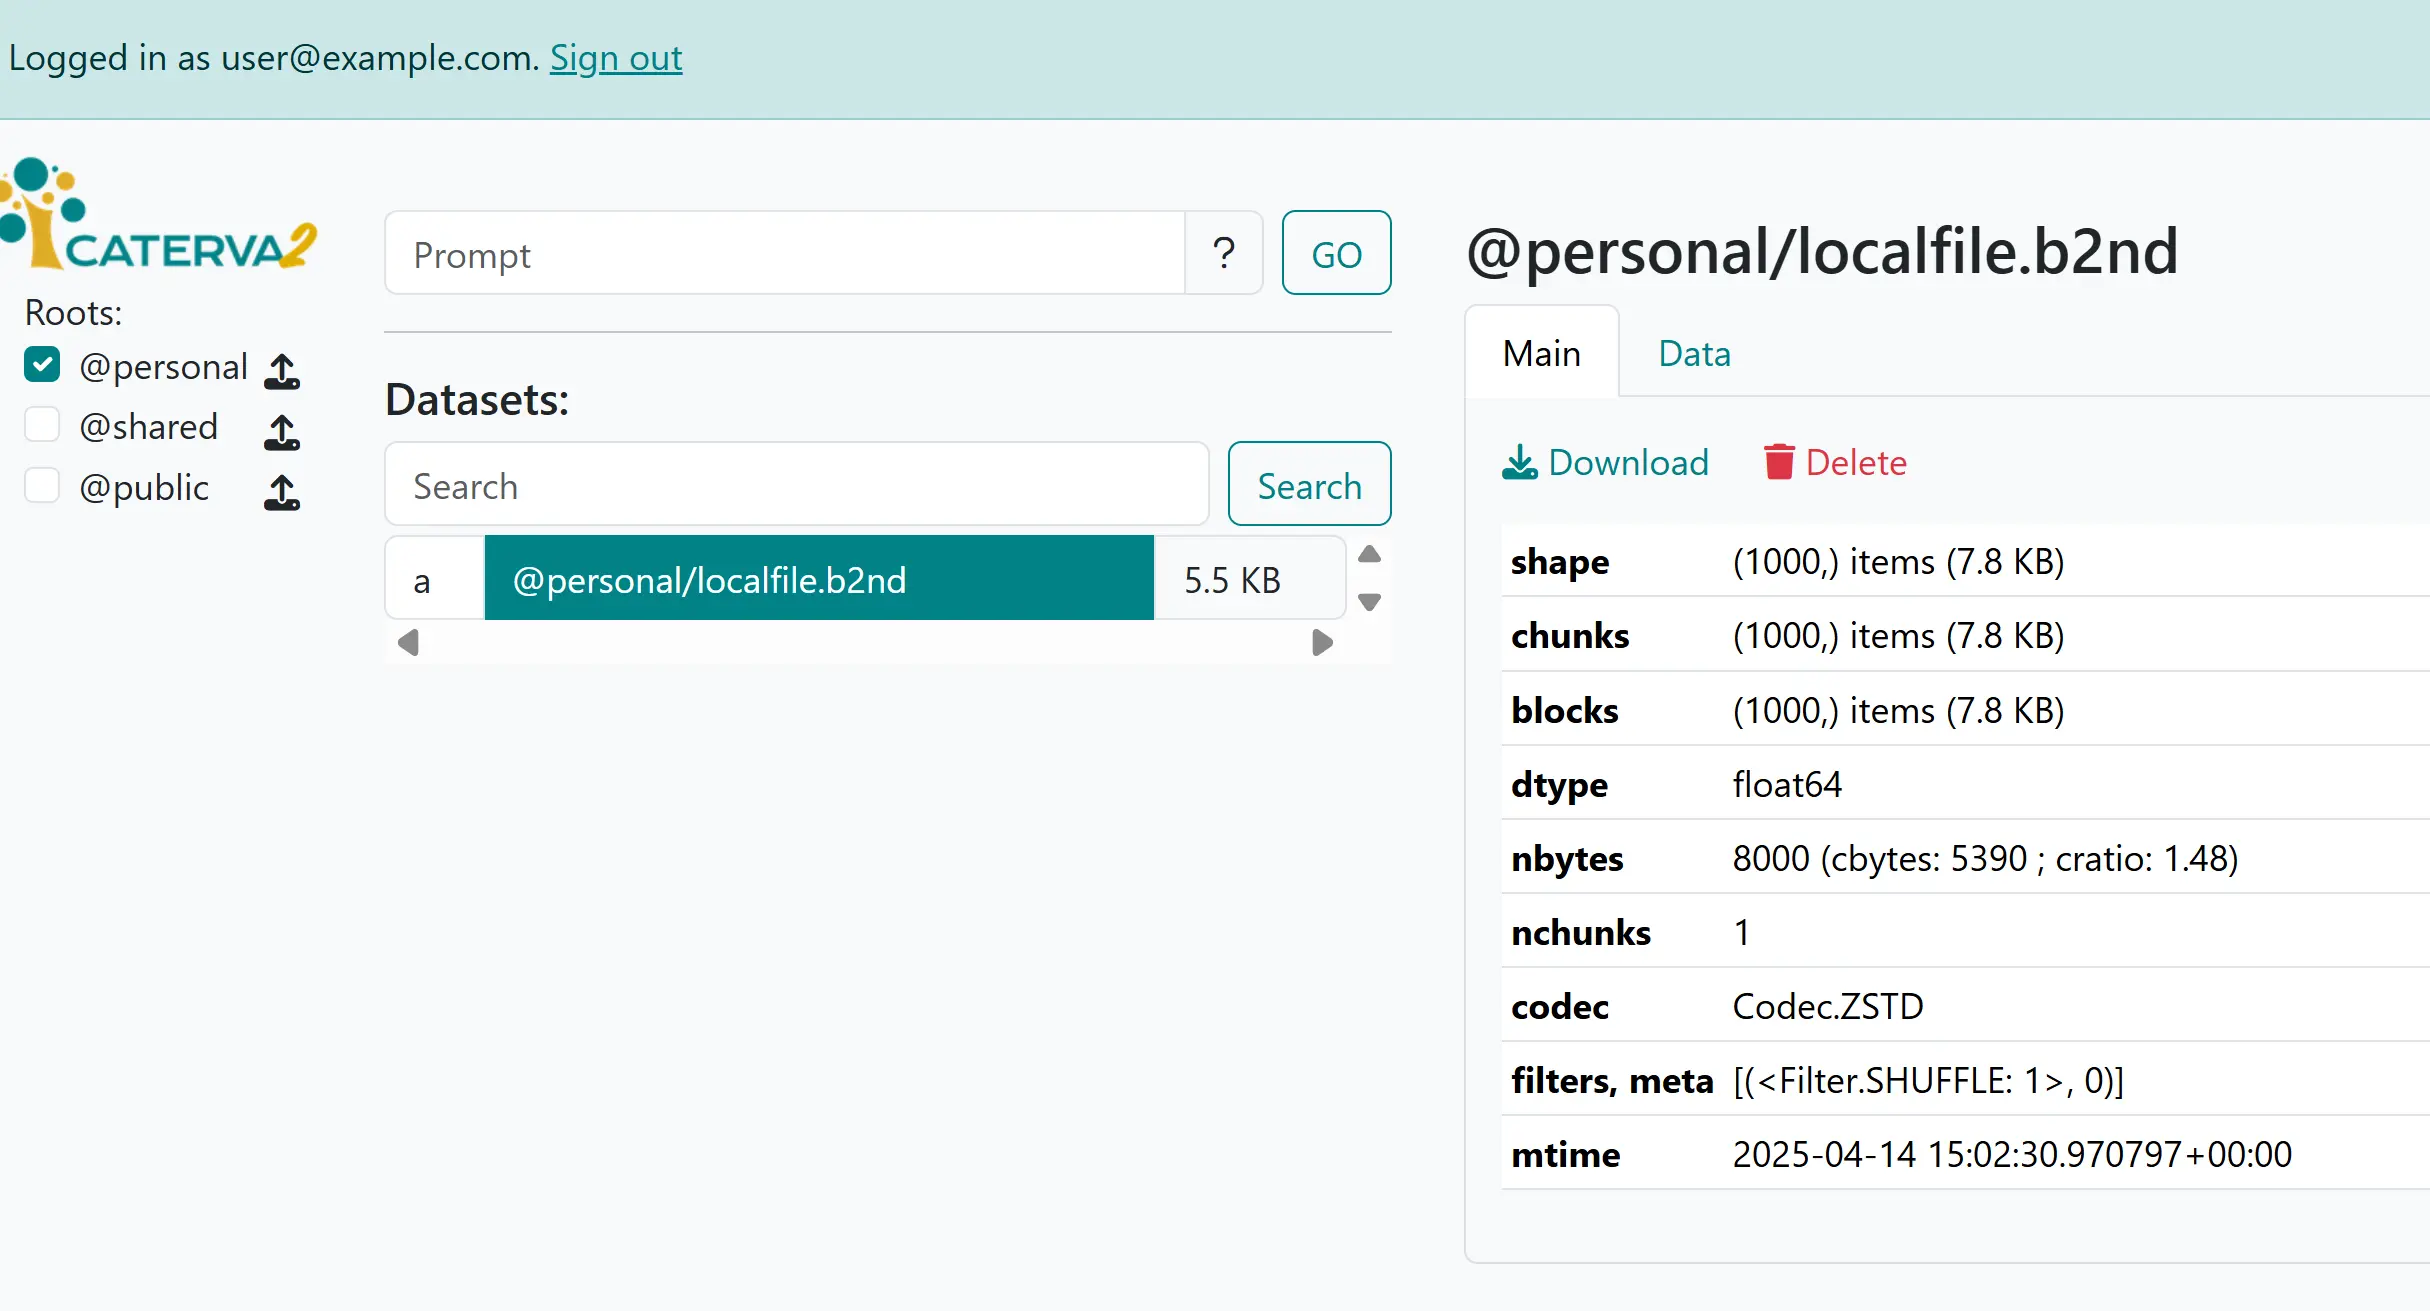 Logged in as user@example.com. Sign out
CATERVA2
Roots:
@personal
@shared
@public
Prompt
?
GO
Datasets:
Search
Search
a
@personal/localfile.b2nd
5.5 KB
@personal/localfile.b2nd
Main
Data
Download
Delete
shape (1000,) items (7.8 KB)
chunks (1000,) items (7.8 KB)
blocks (1000,) items (7.8 KB)
dtype float64
nbytes 8000 (cbytes: 5390 ; cratio: 1.48)
nchunks 1
codec Codec.ZSTD
filters, meta [(<Filter.SHUFFLE: 1>, 0)]
mtime 2025-04-14 15:02:30.970797+00:00